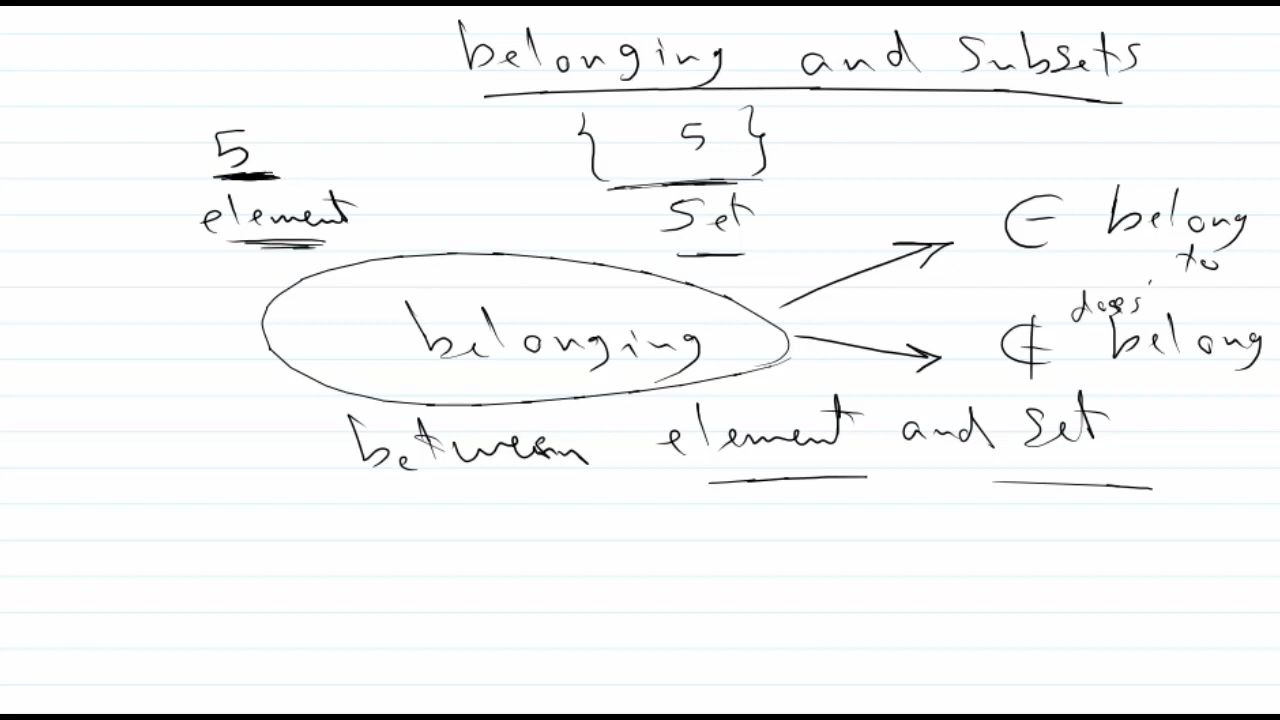 belonging and Subsets
5 { 5 }
element Set
∈ belong
to
belonging
does'
∉ belong
between element and Set